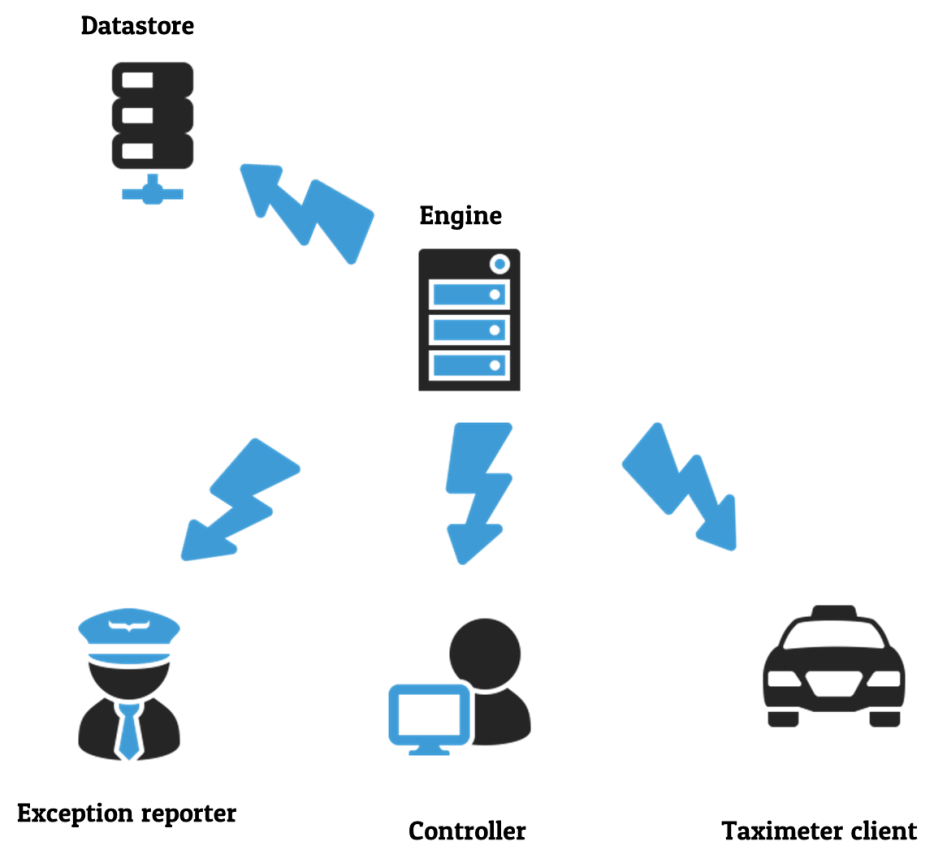 Datastore
Engine
Exception reporter
Controller
Taximeter client